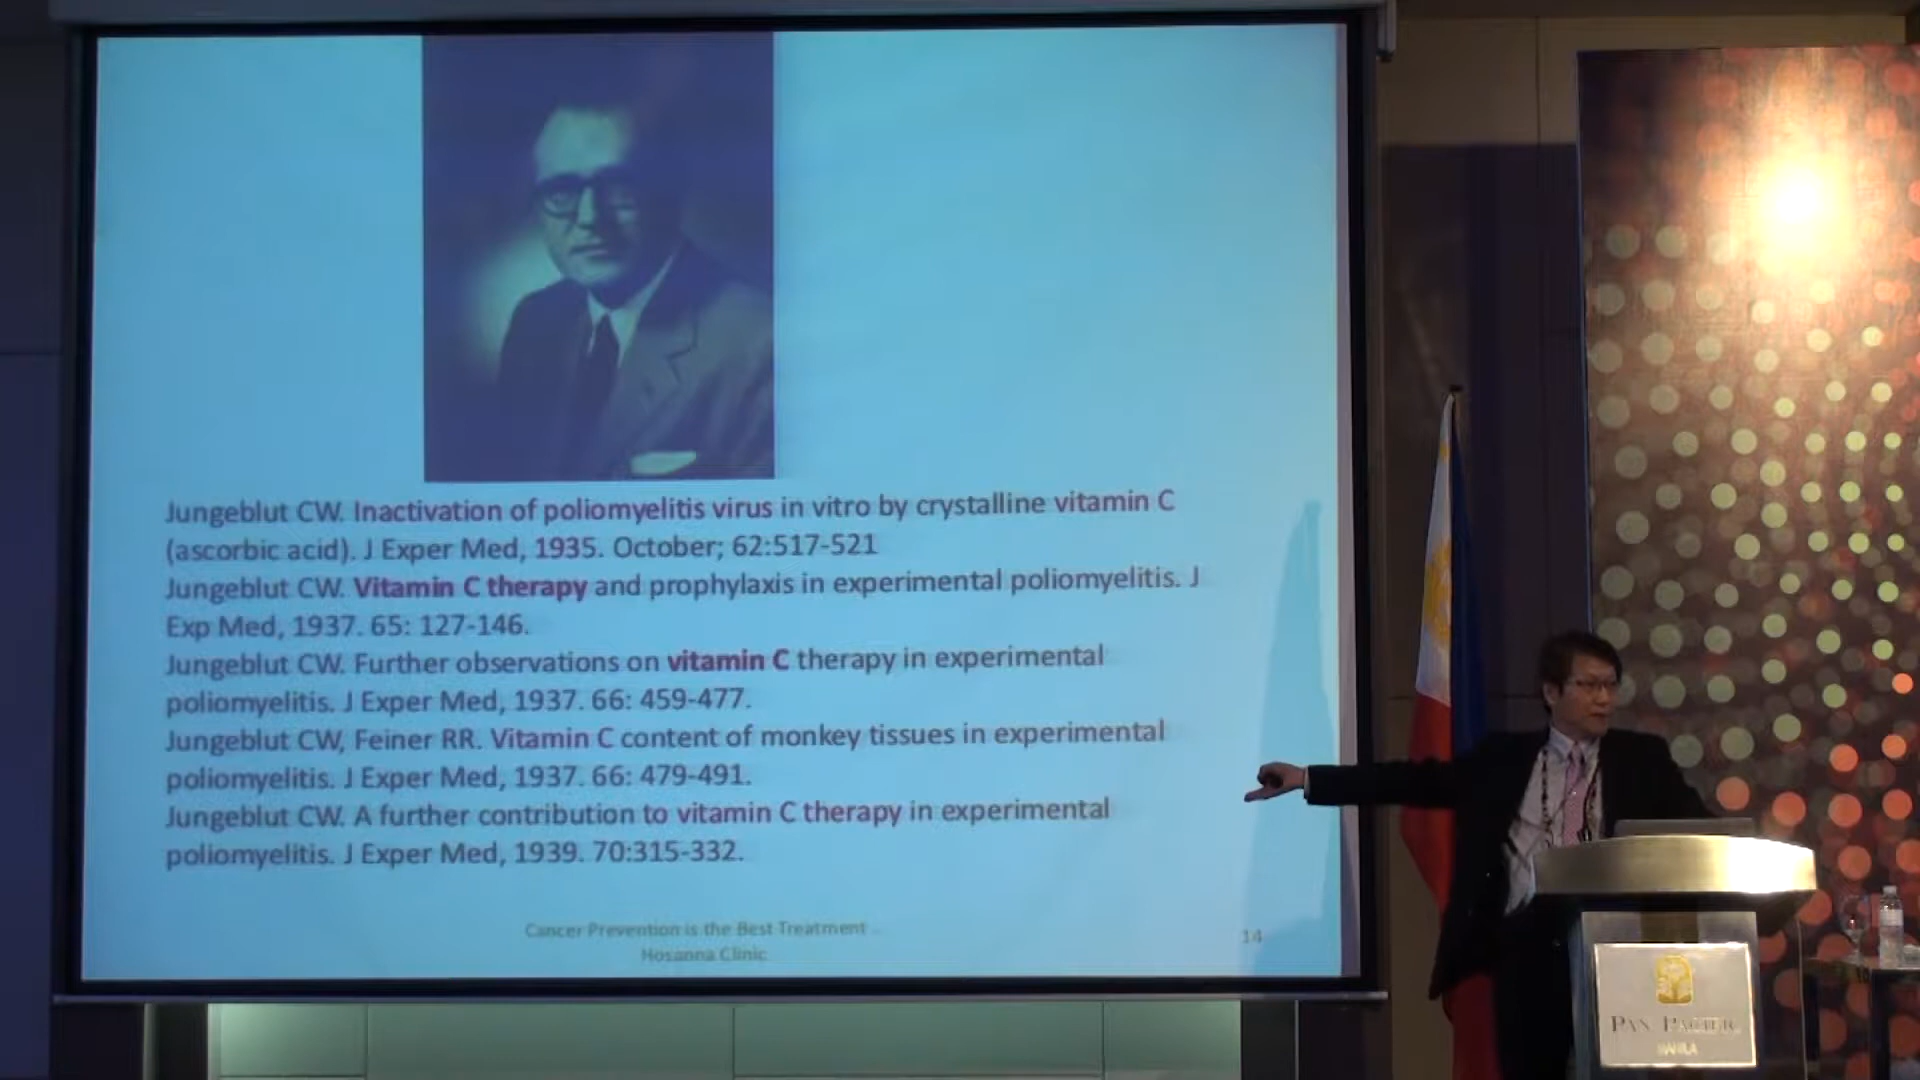 Jungeblut CW. Inactivation of poliomyelitis virus in vitro by crystalline vitamin C
(ascorbic acid). J Exper Med, 1935. October; 62:517-521
Jungeblut CW. Vitamin C therapy and prophylaxis in experimental poliomyelitis. J
Exp Med, 1937. 65: 127-146.
Jungeblut CW. Further observations on vitamin C therapy in experimental
poliomyelitis. J Exper Med, 1937. 66: 459-477.
Jungeblut CW, Feiner RR. Vitamin C content of monkey tissues in experimental
poliomyelitis. J Exper Med, 1937. 66: 479-491.
Jungeblut CW. A further contribution to vitamin C therapy in experimental
poliomyelitis. J Exper Med, 1939. 70:315-332.
Cancer Prevention is the Best Treatment
Hosanna Clinic
14
PAN PACIFIC
MANILA